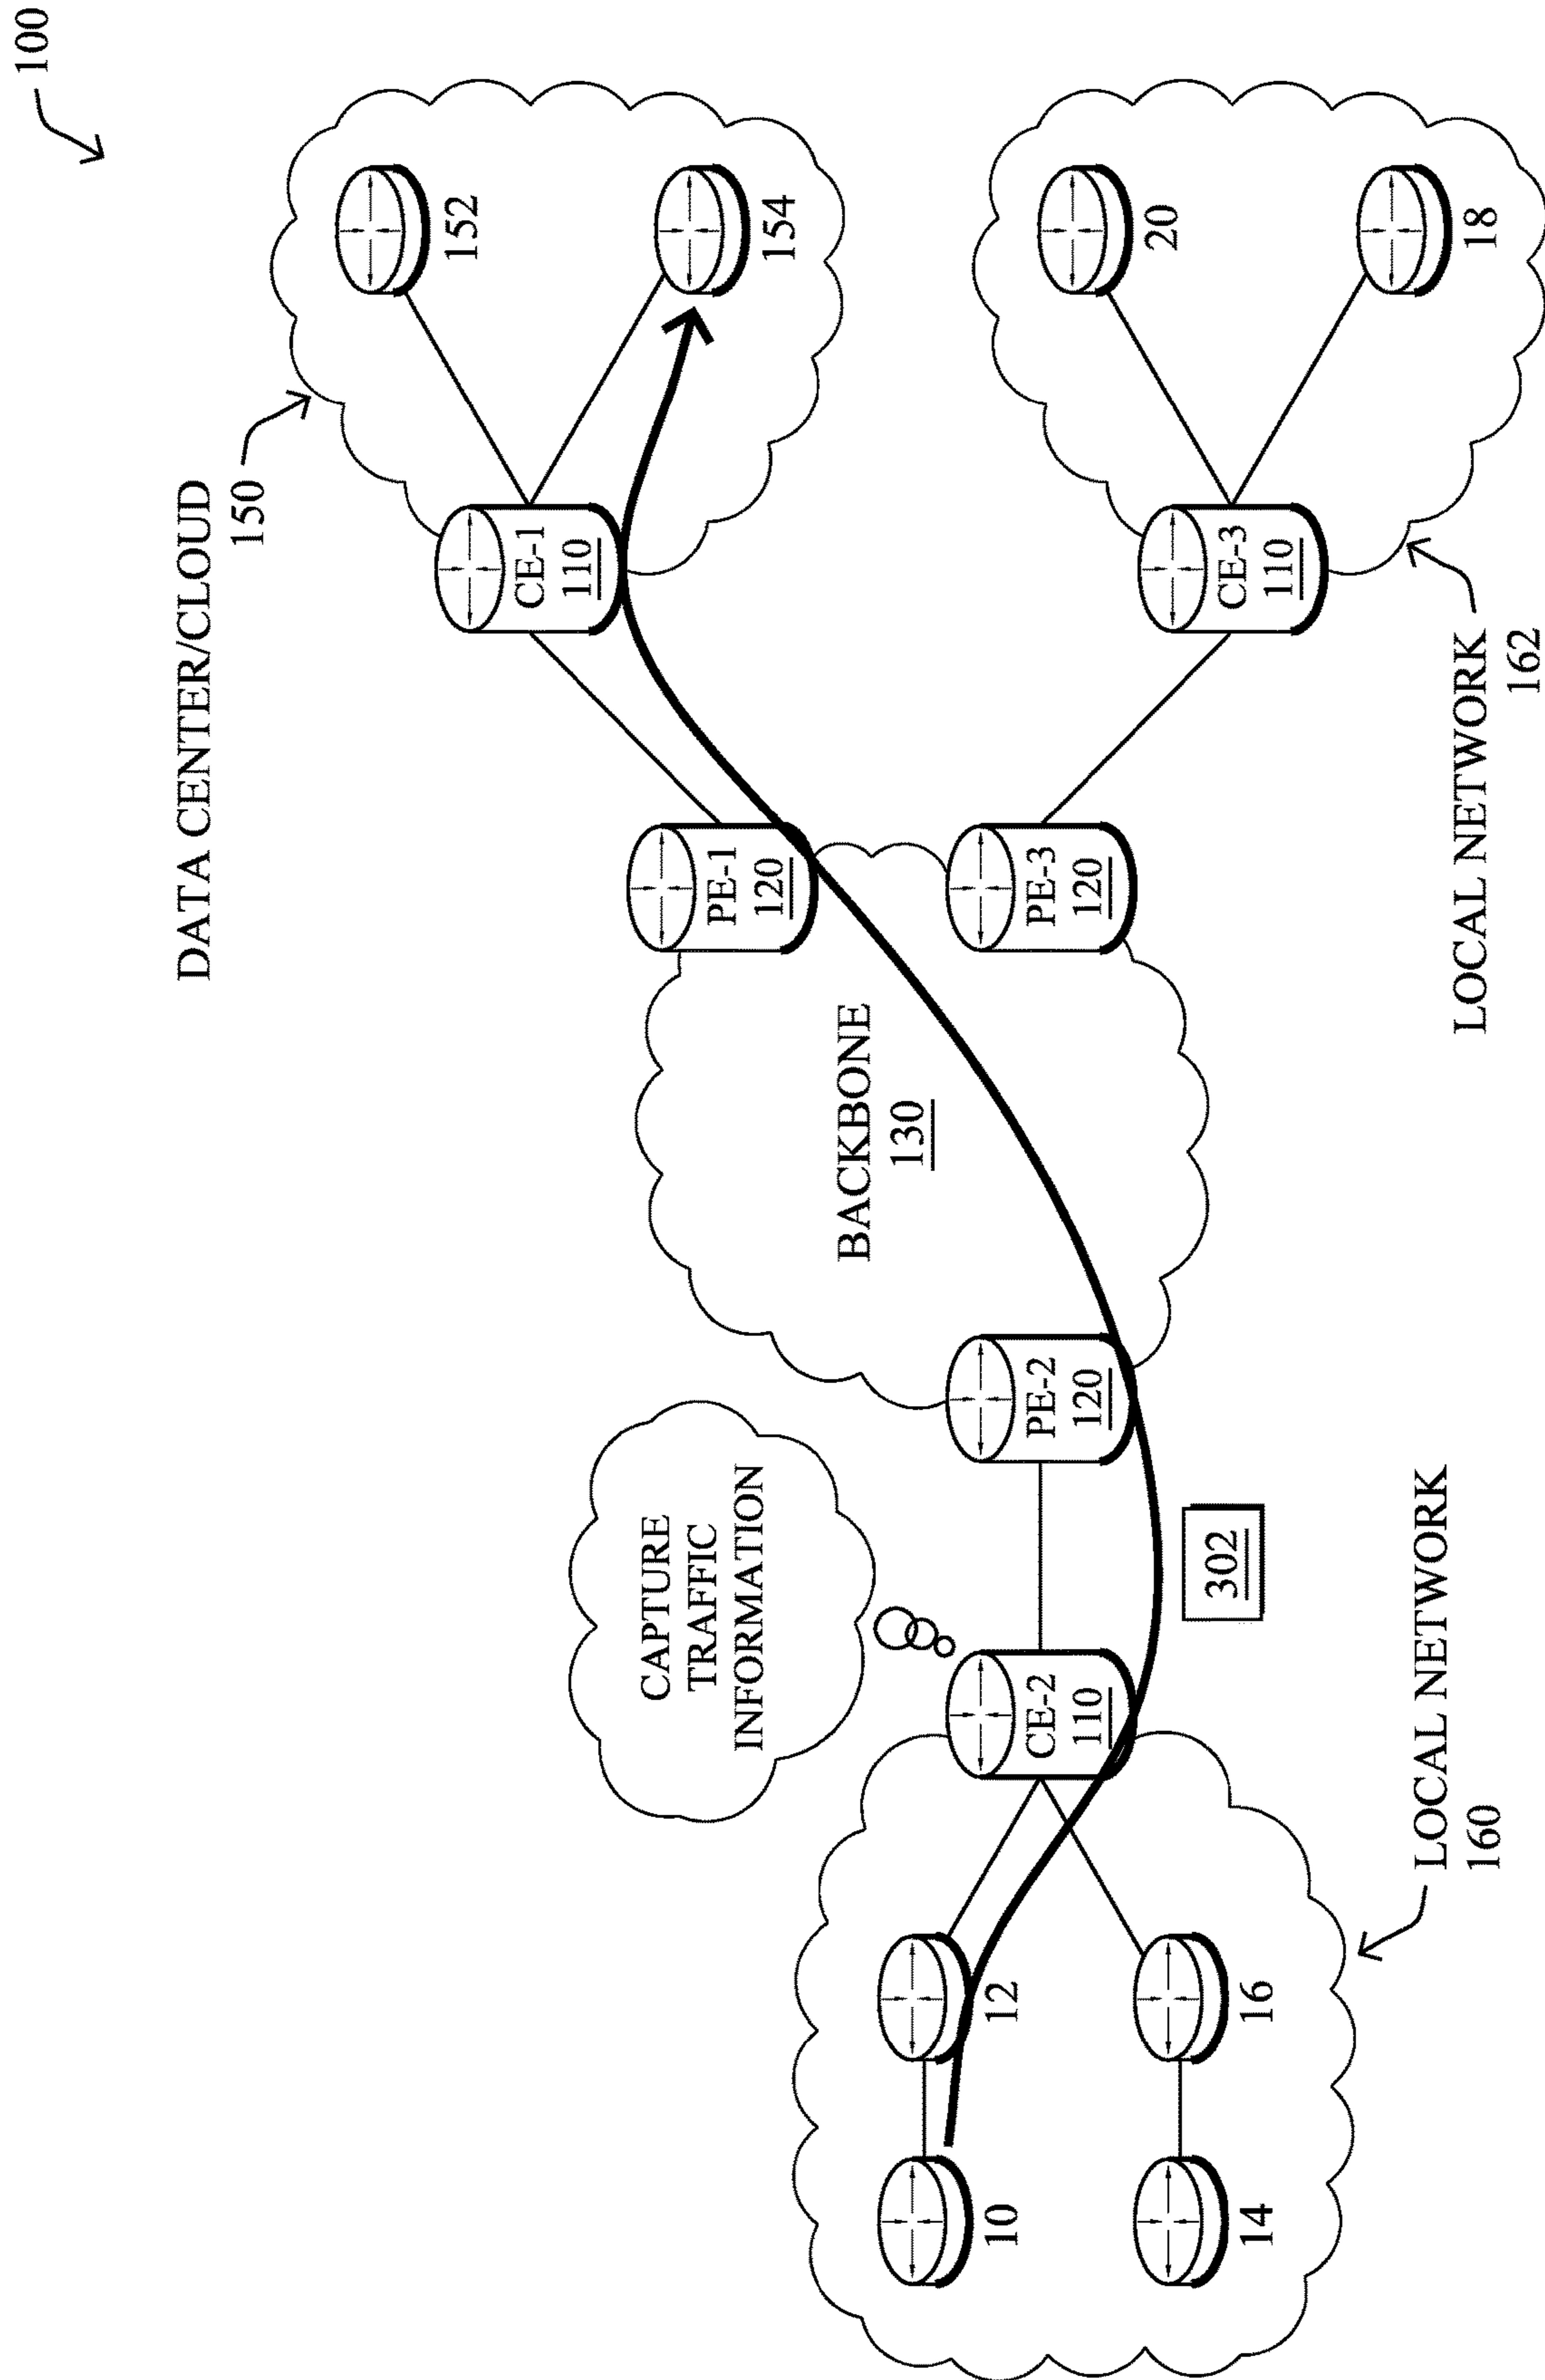 100
DATA CENTER/CLOUD
150
152
154
CE-1
110
PE-1
120
BACKBONE
130
PE-3
120
CE-3
110
20
18
LOCAL NETWORK
162
CAPTURE
TRAFFIC
INFORMATION
PE-2
120
302
CE-2
110
12
10
16
14
LOCAL NETWORK
160